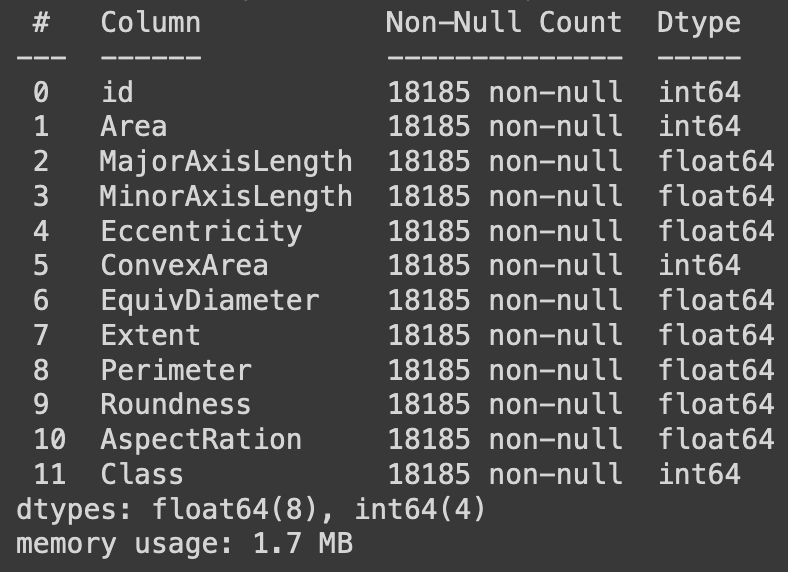 #   Column           Non-Null Count  Dtype
---  ------           --------------  -----
0   id               18185 non-null  int64
1   Area             18185 non-null  int64
2   MajorAxisLength  18185 non-null  float64
3   MinorAxisLength  18185 non-null  float64
4   Eccentricity     18185 non-null  float64
5   ConvexArea       18185 non-null  int64
6   EquivDiameter    18185 non-null  float64
7   Extent           18185 non-null  float64
8   Perimeter        18185 non-null  float64
9   Roundness        18185 non-null  float64
10  AspectRation     18185 non-null  float64
11  Class            18185 non-null  int64
dtypes: float64(8), int64(4)
memory usage: 1.7 MB